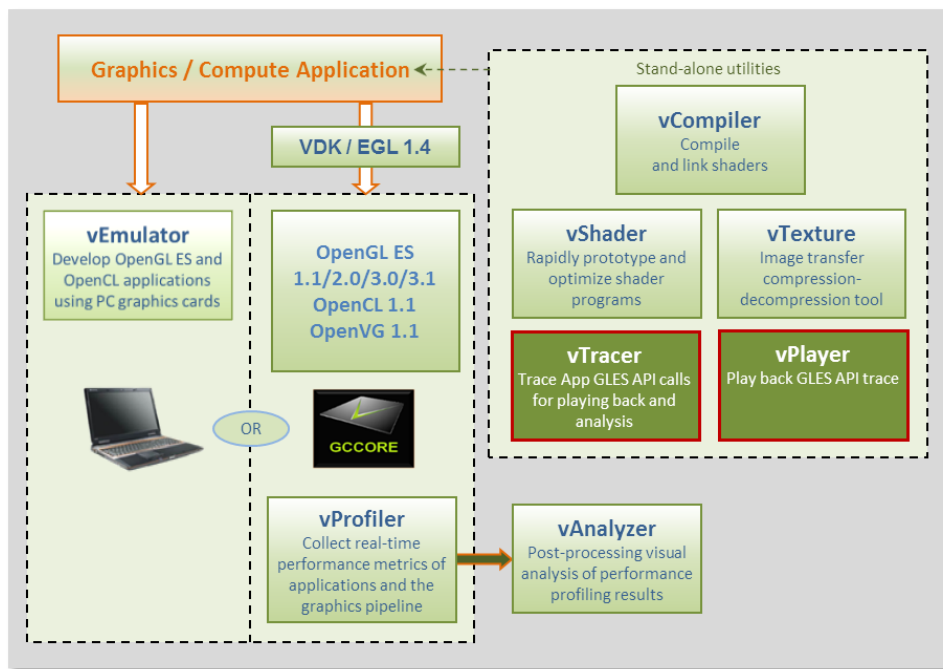 Graphics / Compute Application
VDK / EGL 1.4
vEmulator
Develop OpenGL ES and
OpenCL applications
using PC graphics cards
OpenGL ES
1.1/2.0/3.0/3.1
OpenCL 1.1
OpenVG 1.1
OR
GCCORE
vProfiler
Collect real-time
performance metrics of
applications and the
graphics pipeline
Stand-alone utilities
vCompiler
Compile
and link shaders
vShader
Rapidly prototype and
optimize shader
programs
vTexture
Image transfer
compression-
decompression tool
vTracer
Trace App GLES API calls
for playing back and
analysis
vPlayer
Play back GLES API trace
vAnalyzer
Post-processing visual
analysis of performance
profiling results